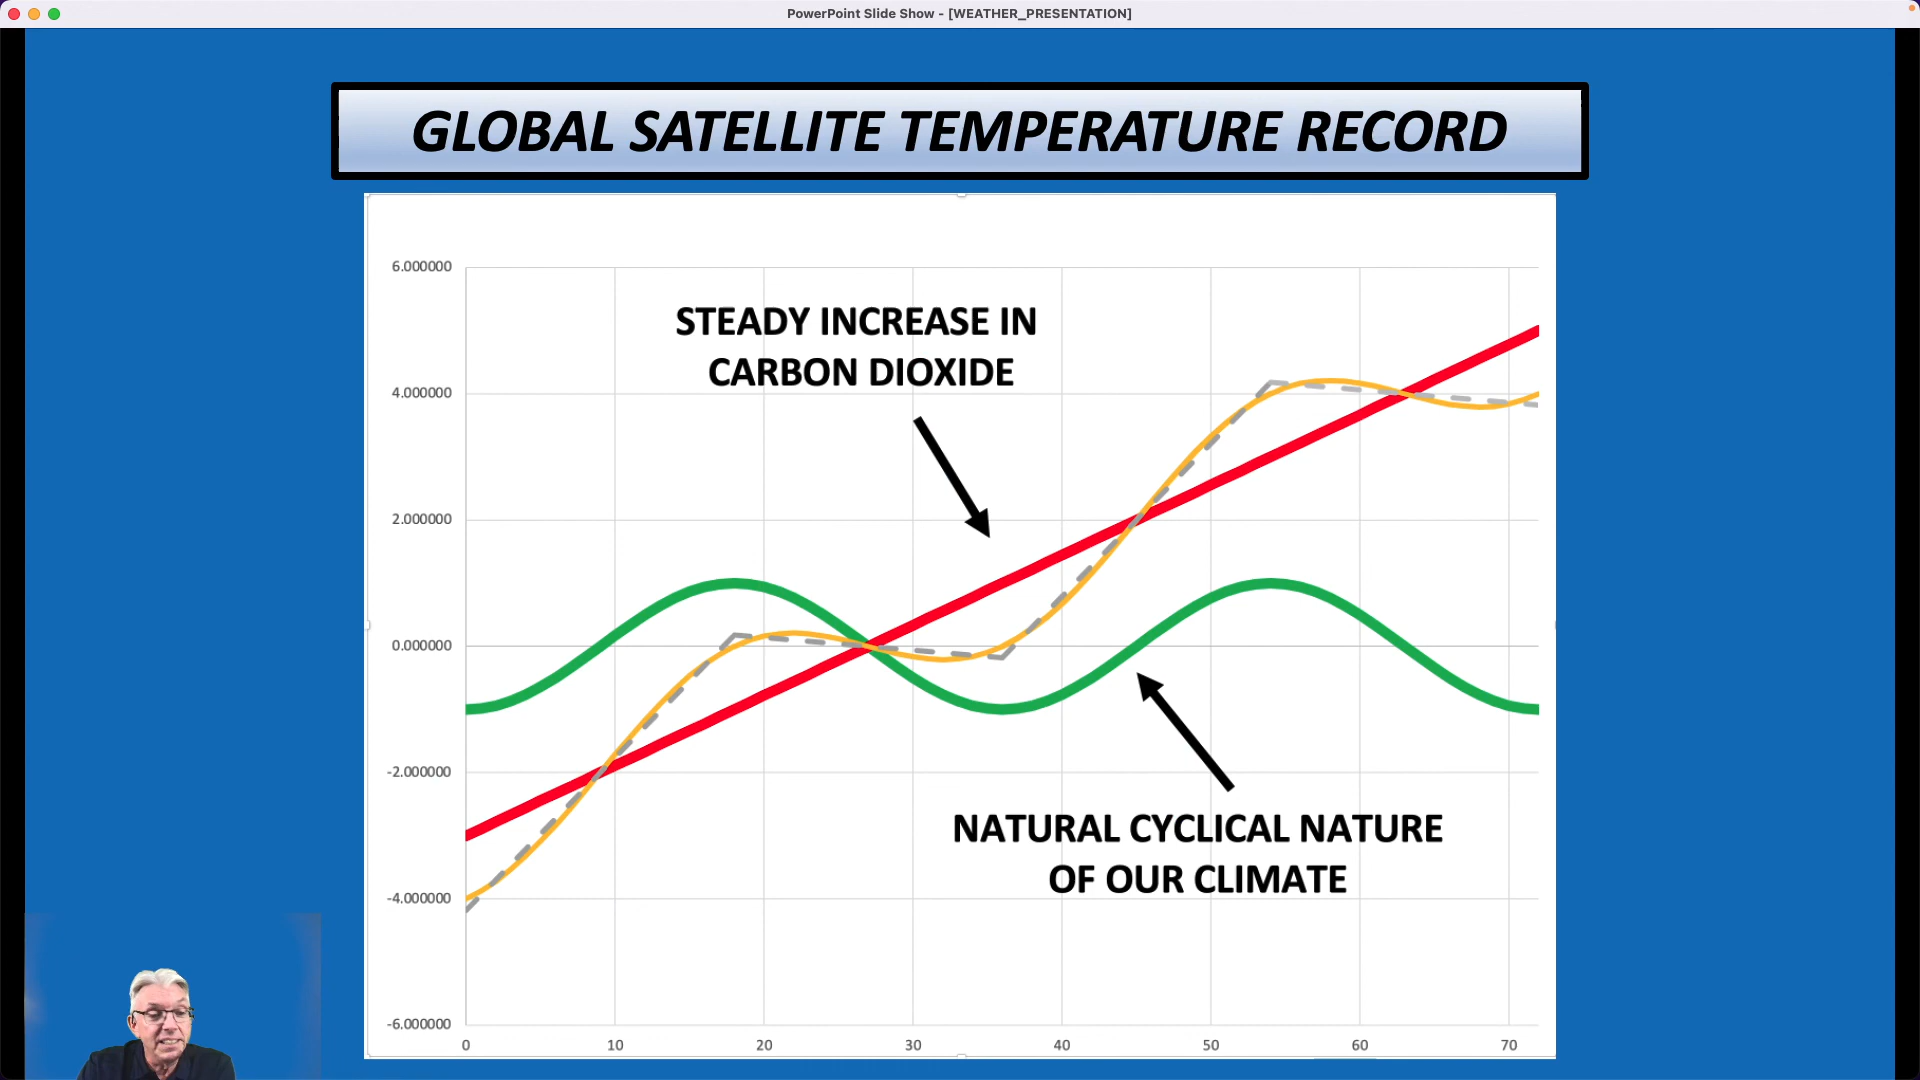 PowerPoint Slide Show - [WEATHER_PRESENTATION]
GLOBAL SATELLITE TEMPERATURE RECORD
6.000000
STEADY INCREASE IN
CARBON DIOXIDE
4.000000
2.000000
0.000000
-2.000000
NATURAL CYCLICAL NATURE
OF OUR CLIMATE
-4.000000
-6.000000
0 10 20 30 40 50 60 70